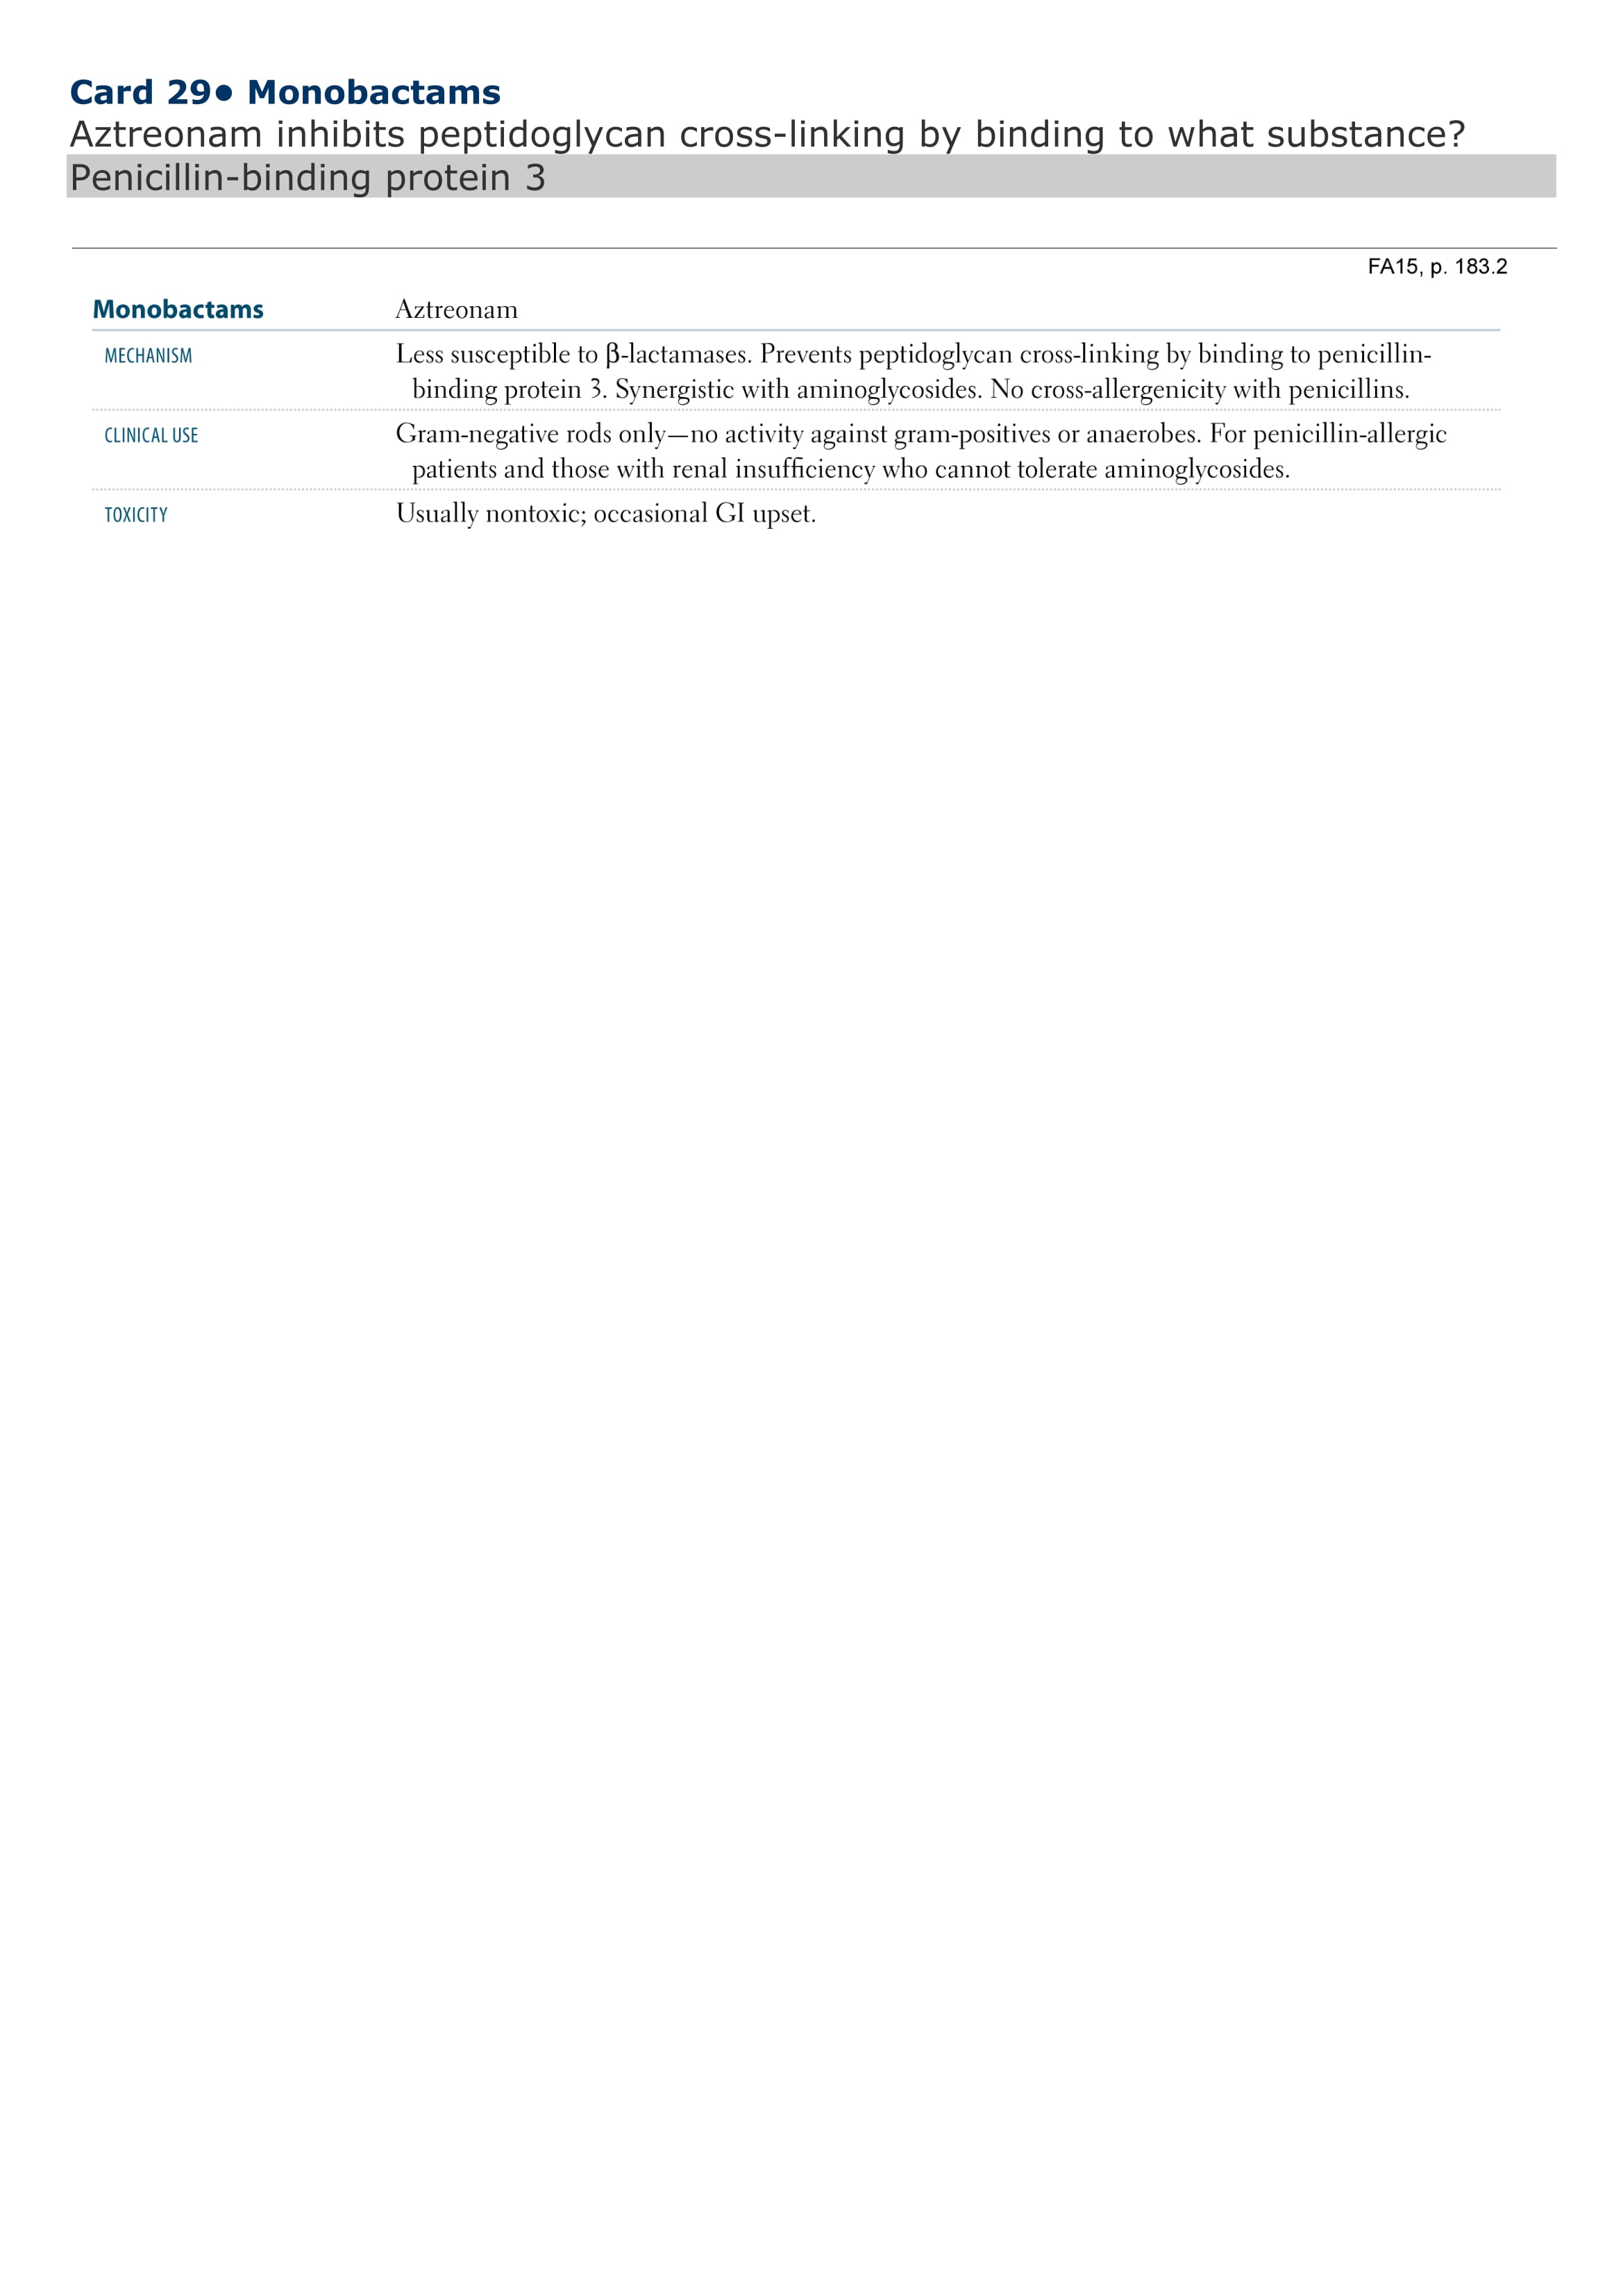 Card 29• Monobactams
Aztreonam inhibits peptidoglycan cross-linking by binding to what substance?
Penicillin-binding protein 3
FA15, p. 183.2
Monobactams Aztreonam
MECHANISM Less susceptible to β-lactamases. Prevents peptidoglycan cross-linking by binding to penicillin-
binding protein 3. Synergistic with aminoglycosides. No cross-allergenicity with penicillins.
CLINICAL USE Gram-negative rods only—no activity against gram-positives or anaerobes. For penicillin-allergic
patients and those with renal insufficiency who cannot tolerate aminoglycosides.
TOXICITY Usually nontoxic; occasional GI upset.